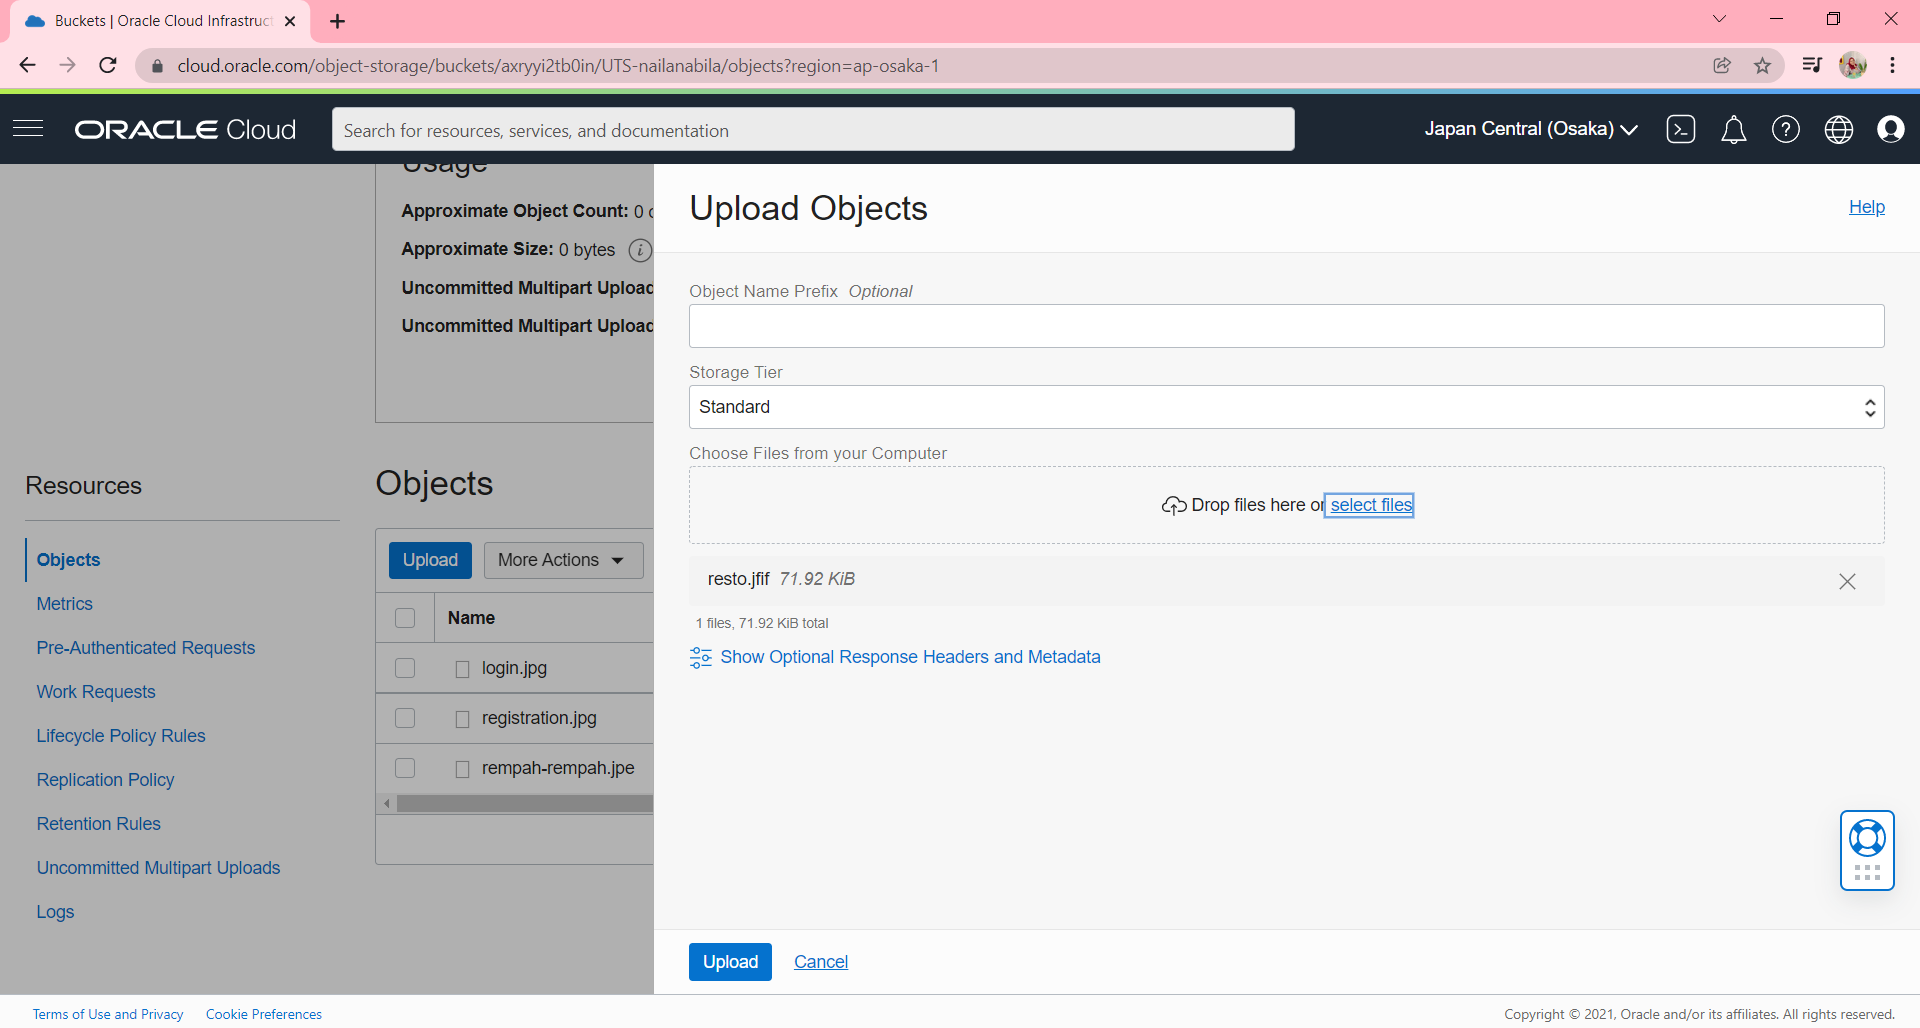 Buckets | Oracle Cloud Infrastruct
cloud.oracle.com/object-storage/buckets/axryyi2tb0in/UTS-nailanabila/objects?region=ap-osaka-1
ORACLE Cloud
Search for resources, services, and documentation
Japan Central (Osaka)
Usage
Approximate Object Count: 0
Approximate Size: 0 bytes
Uncommitted Multipart Upload
Uncommitted Multipart Upload
Resources
Objects
Metrics
Pre-Authenticated Requests
Work Requests
Lifecycle Policy Rules
Replication Policy
Retention Rules
Uncommitted Multipart Uploads
Logs
Objects
Upload
More Actions
Name
login.jpg
registration.jpg
rempah-rempah.jpe
Upload Objects
Help
Object Name Prefix Optional
Storage Tier
Standard
Choose Files from your Computer
Drop files here or select files
resto.jfif 71.92 KiB
1 files, 71.92 KiB total
Show Optional Response Headers and Metadata
Upload
Cancel
Terms of Use and Privacy
Cookie Preferences
Copyright © 2021, Oracle and/or its affiliates. All rights reserved.